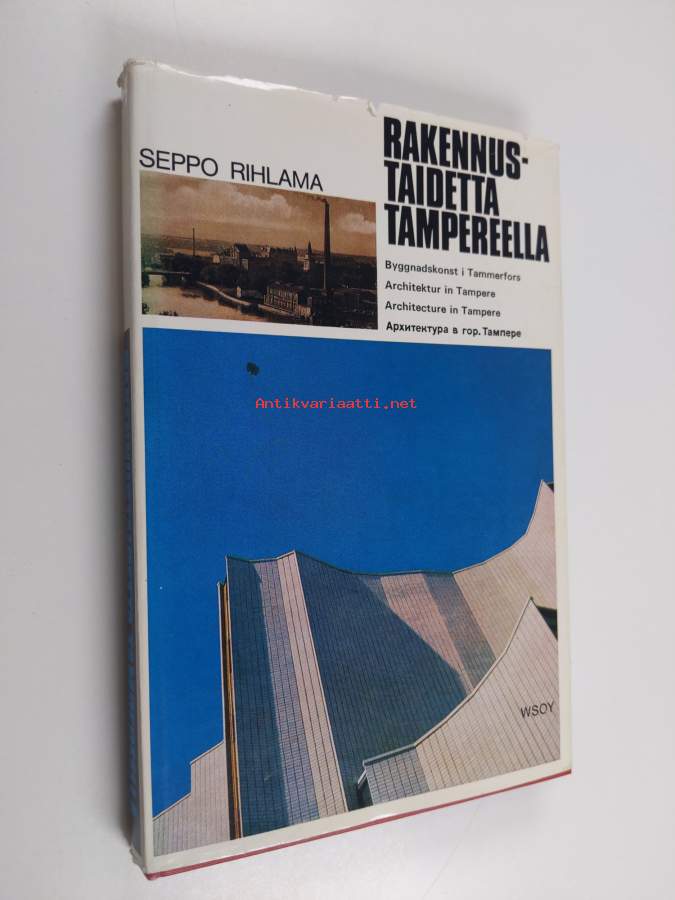 SEPPO RIHLAMA
RAKENNUS-
TAIDETTA
TAMPEREELLA
Byggnadskonst i Tammerfors
Architektur in Tampere
Architecture in Tampere
Архитектура в гор. Тампере
Antikvariaatti.net
WSOY